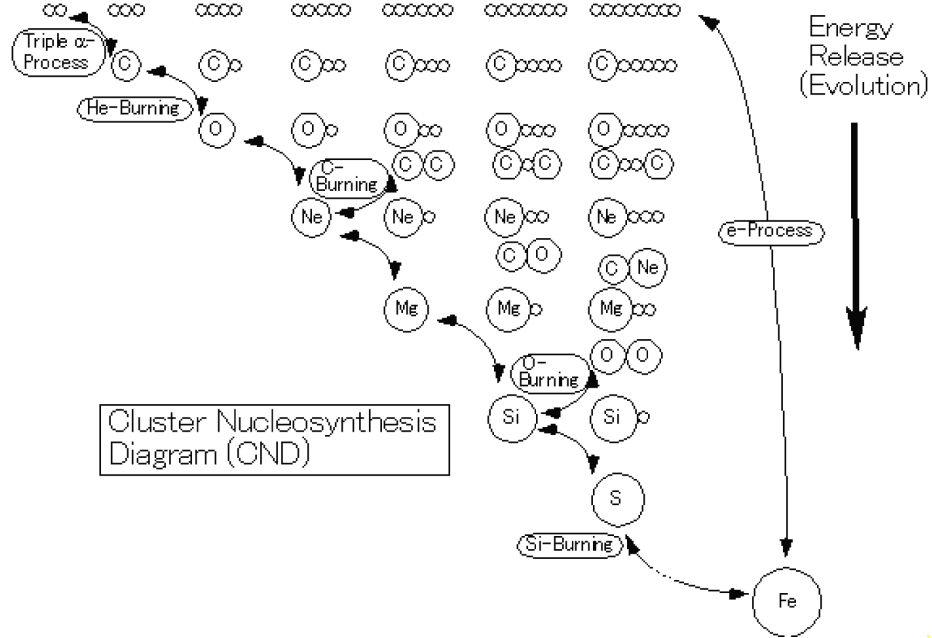 Energy
Release
(Evolution)
Triple α-
Process
C
C
C
C
C
C
He-Burning
O
O
O
O
O
C-
Burning
C C
C C
C C
Ne
Ne
Ne
Ne
e-Process
C O
C Ne
Mg
Mg
Mg
O-
Burning
O O
Si
Si
Cluster Nucleosynthesis
Diagram (CND)
S
Si-Burning
Fe